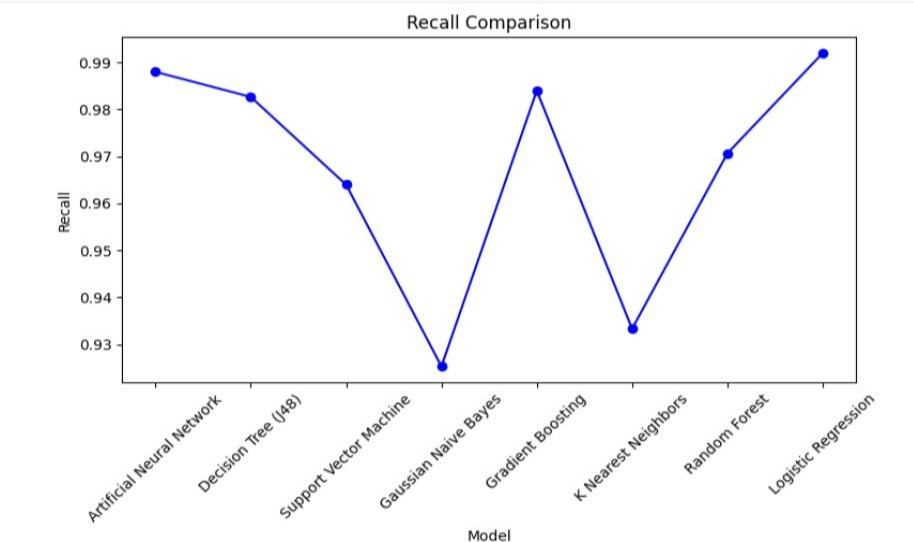 Recall Comparison
Recall
0.99
0.98
0.97
0.96
0.95
0.94
0.93
Artificial Neural Network
Decision Tree (J48)
Support Vector Machine
Gaussian Naive Bayes
Gradient Boosting
K Nearest Neighbors
Random Forest
Logistic Regression
Model